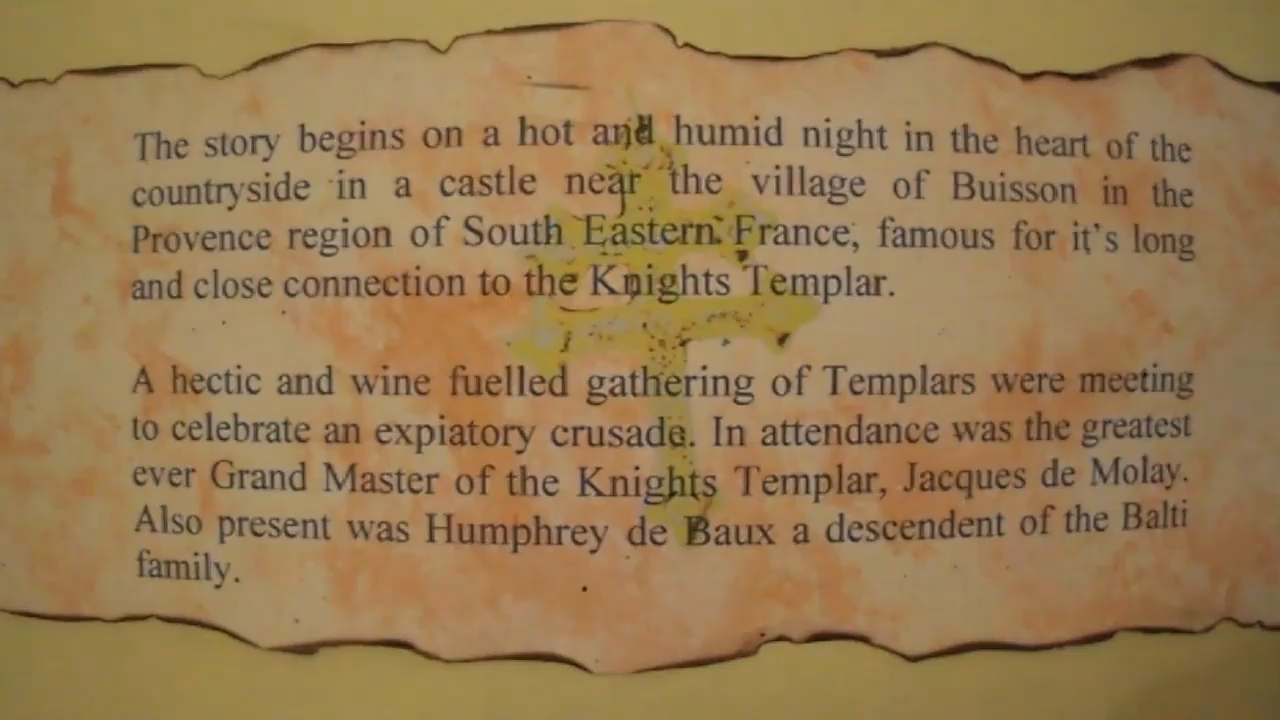 The story begins on a hot and humid night in the heart of the
countryside in a castle near the village of Buisson in the
Provence region of South Eastern France, famous for it's long
and close connection to the Knights Templar.
A hectic and wine fuelled gathering of Templars were meeting
to celebrate an expiatory crusade. In attendance was the greatest
ever Grand Master of the Knights Templar, Jacques de Molay.
Also present was Humphrey de Baux a descendent of the Balti
family.